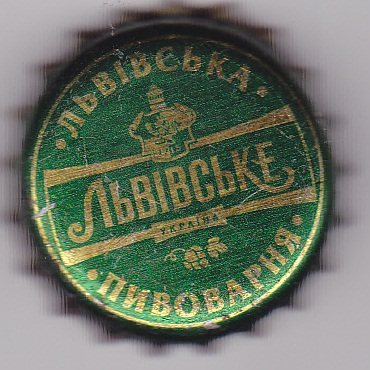 • ЛЬВІВСЬКА •
ЛЬВІВСЬКЕ
УКРАЇНА
• ПИВОВАРНЯ •